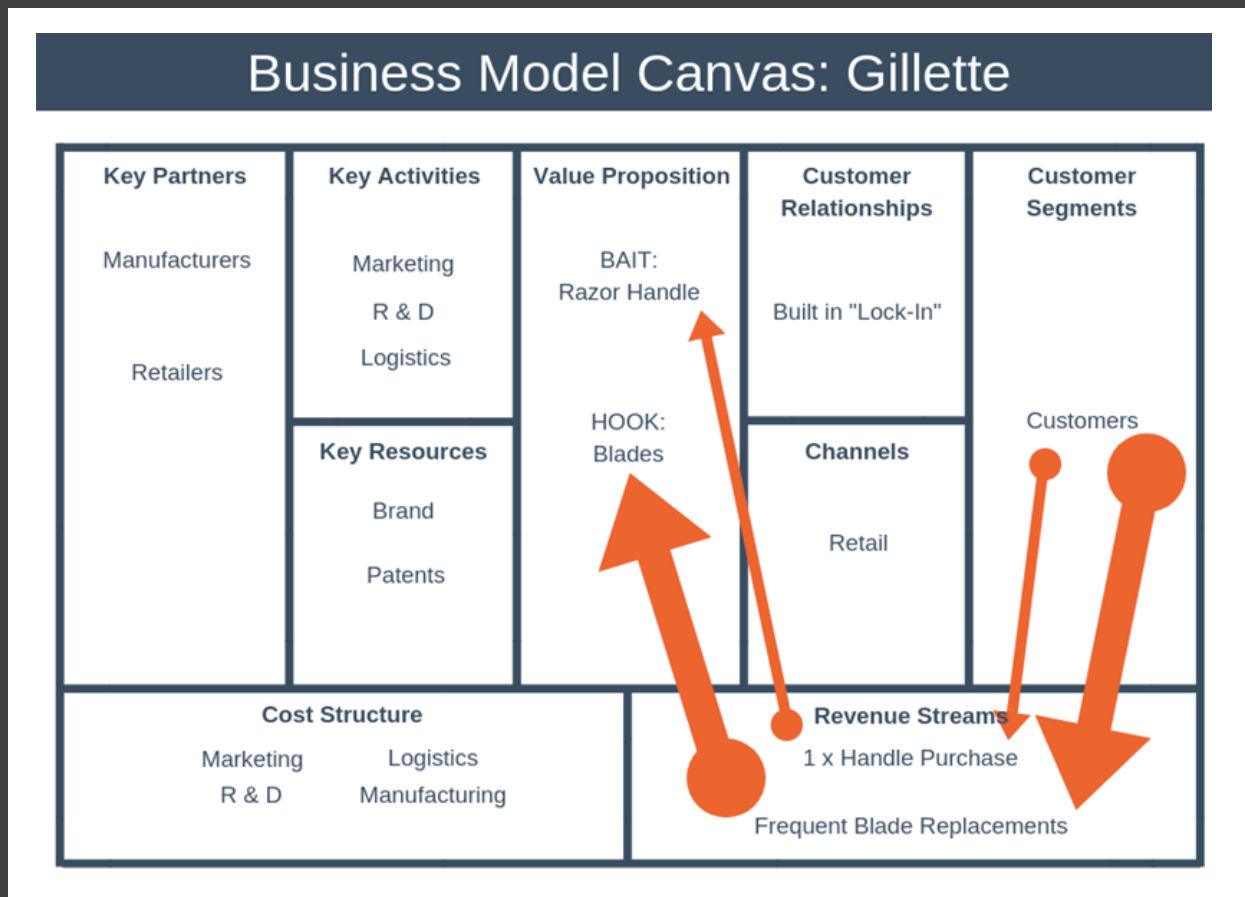 Business Model Canvas: Gillette
Key Partners
Manufacturers
Retailers
Key Activities
Marketing
R & D
Logistics
Key Resources
Brand
Patents
Value Proposition
BAIT:
Razor Handle
HOOK:
Blades
Customer
Relationships
Built in "Lock-In"
Channels
Retail
Customer
Segments
Customers
Cost Structure
Marketing
Logistics
R & D
Manufacturing
Revenue Streams
1 x Handle Purchase
Frequent Blade Replacements